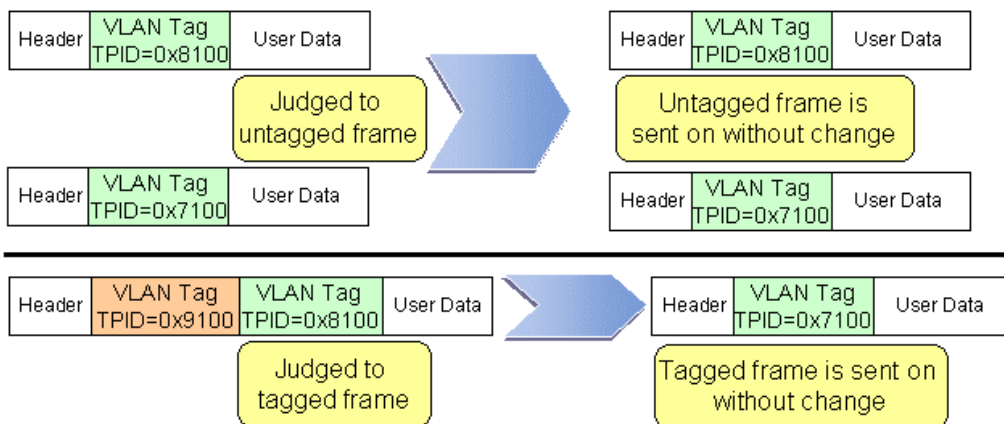 Header VLAN Tag TPID=0x8100 User Data
Header VLAN Tag TPID=0x8100 User Data
Judged to
untagged frame
Untagged frame is
sent on without change
Header VLAN Tag TPID=0x7100 User Data
Header VLAN Tag TPID=0x7100 User Data
Header VLAN Tag TPID=0x9100 VLAN Tag TPID=0x8100 User Data
Header VLAN Tag TPID=0x7100 User Data
Judged to
tagged frame
Tagged frame is sent on
without change